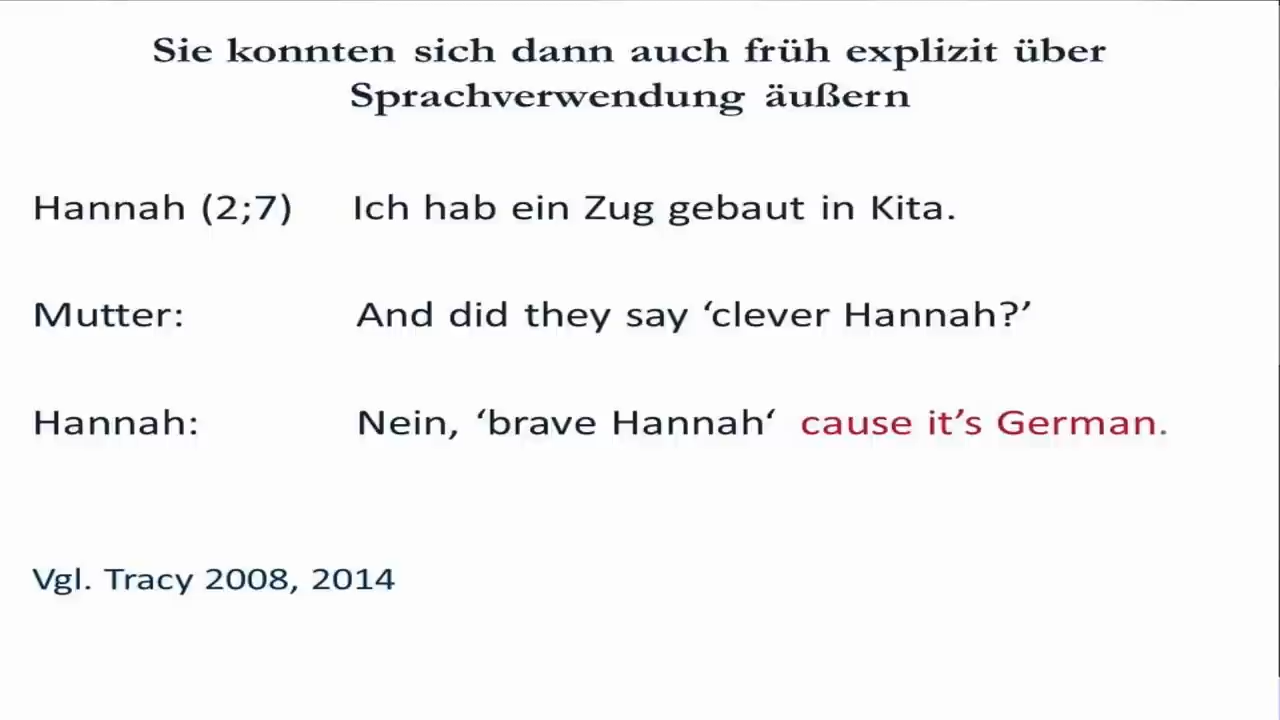 Sie konnten sich dann auch früh explizit über
Sprachverwendung äußern
Hannah (2;7) Ich hab ein Zug gebaut in Kita.
Mutter: And did they say ‘clever Hannah?’
Hannah: Nein, ‘brave Hannah‘ cause it’s German.
Vgl. Tracy 2008, 2014